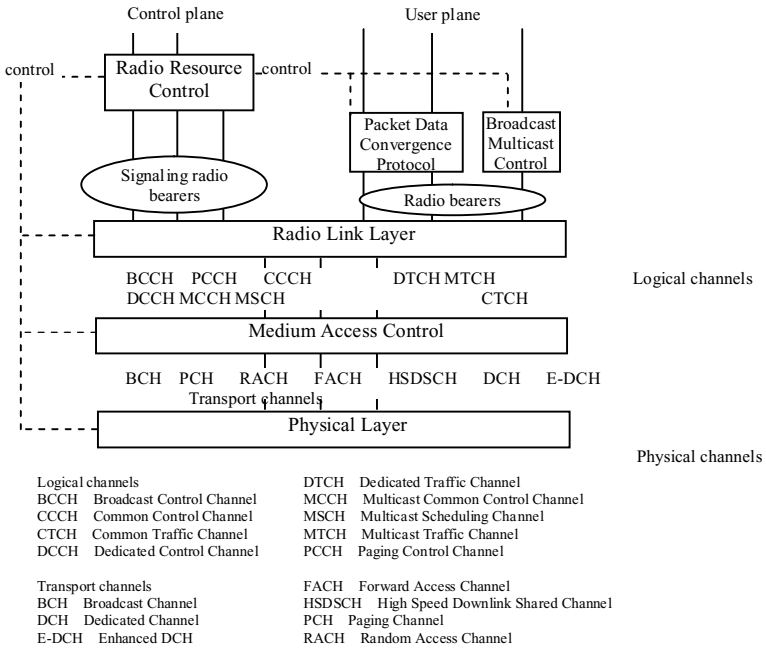 Control plane
User plane
control
Radio Resource
Control
control
Packet Data
Convergence
Protocol
Broadcast
Multicast
Control
Signaling radio
bearers
Radio bearers
Radio Link Layer
BCCH PCCH CCCH DTCH MTCH
Logical channels
DCCH MCCH MSCH CTCH
Medium Access Control
BCH PCH RACH FACH HSDSCH DCH E-DCH
Transport channels
Physical Layer
Physical channels
Logical channels
BCCH Broadcast Control Channel
CCCH Common Control Channel
CTCH Common Traffic Channel
DCCH Dedicated Control Channel
DTCH Dedicated Traffic Channel
MCCH Multicast Common Control Channel
MSCH Multicast Scheduling Channel
MTCH Multicast Traffic Channel
PCCH Paging Control Channel
Transport channels
BCH Broadcast Channel
DCH Dedicated Channel
E-DCH Enhanced DCH
FACH Forward Access Channel
HSDSCH High Speed Downlink Shared Channel
PCH Paging Channel
RACH Random Access Channel